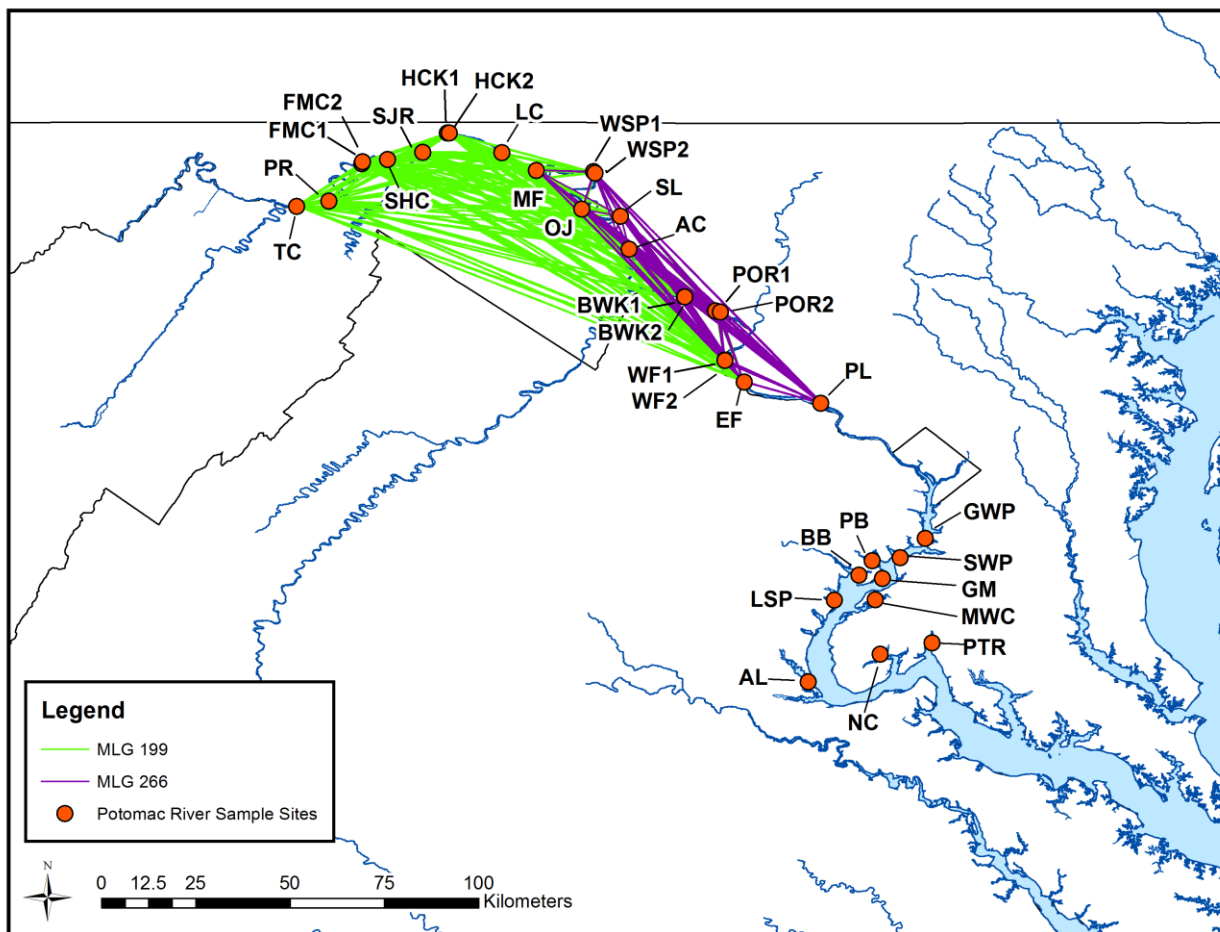 HCK1
HCK2
FMC2
SJR
LC
FMC1
WSP1
WSP2
PR
SHC
MF
SL
TC
OJ
AC
POR1
BWK1
POR2
BWK2
WF1
PL
WF2
EF
GWP
PB
BB
SWP
GM
LSP
MWC
PTR
AL
NC
Legend
MLG 199
MLG 266
Potomac River Sample Sites
N
0 12.5 25 50 75 100
Kilometers